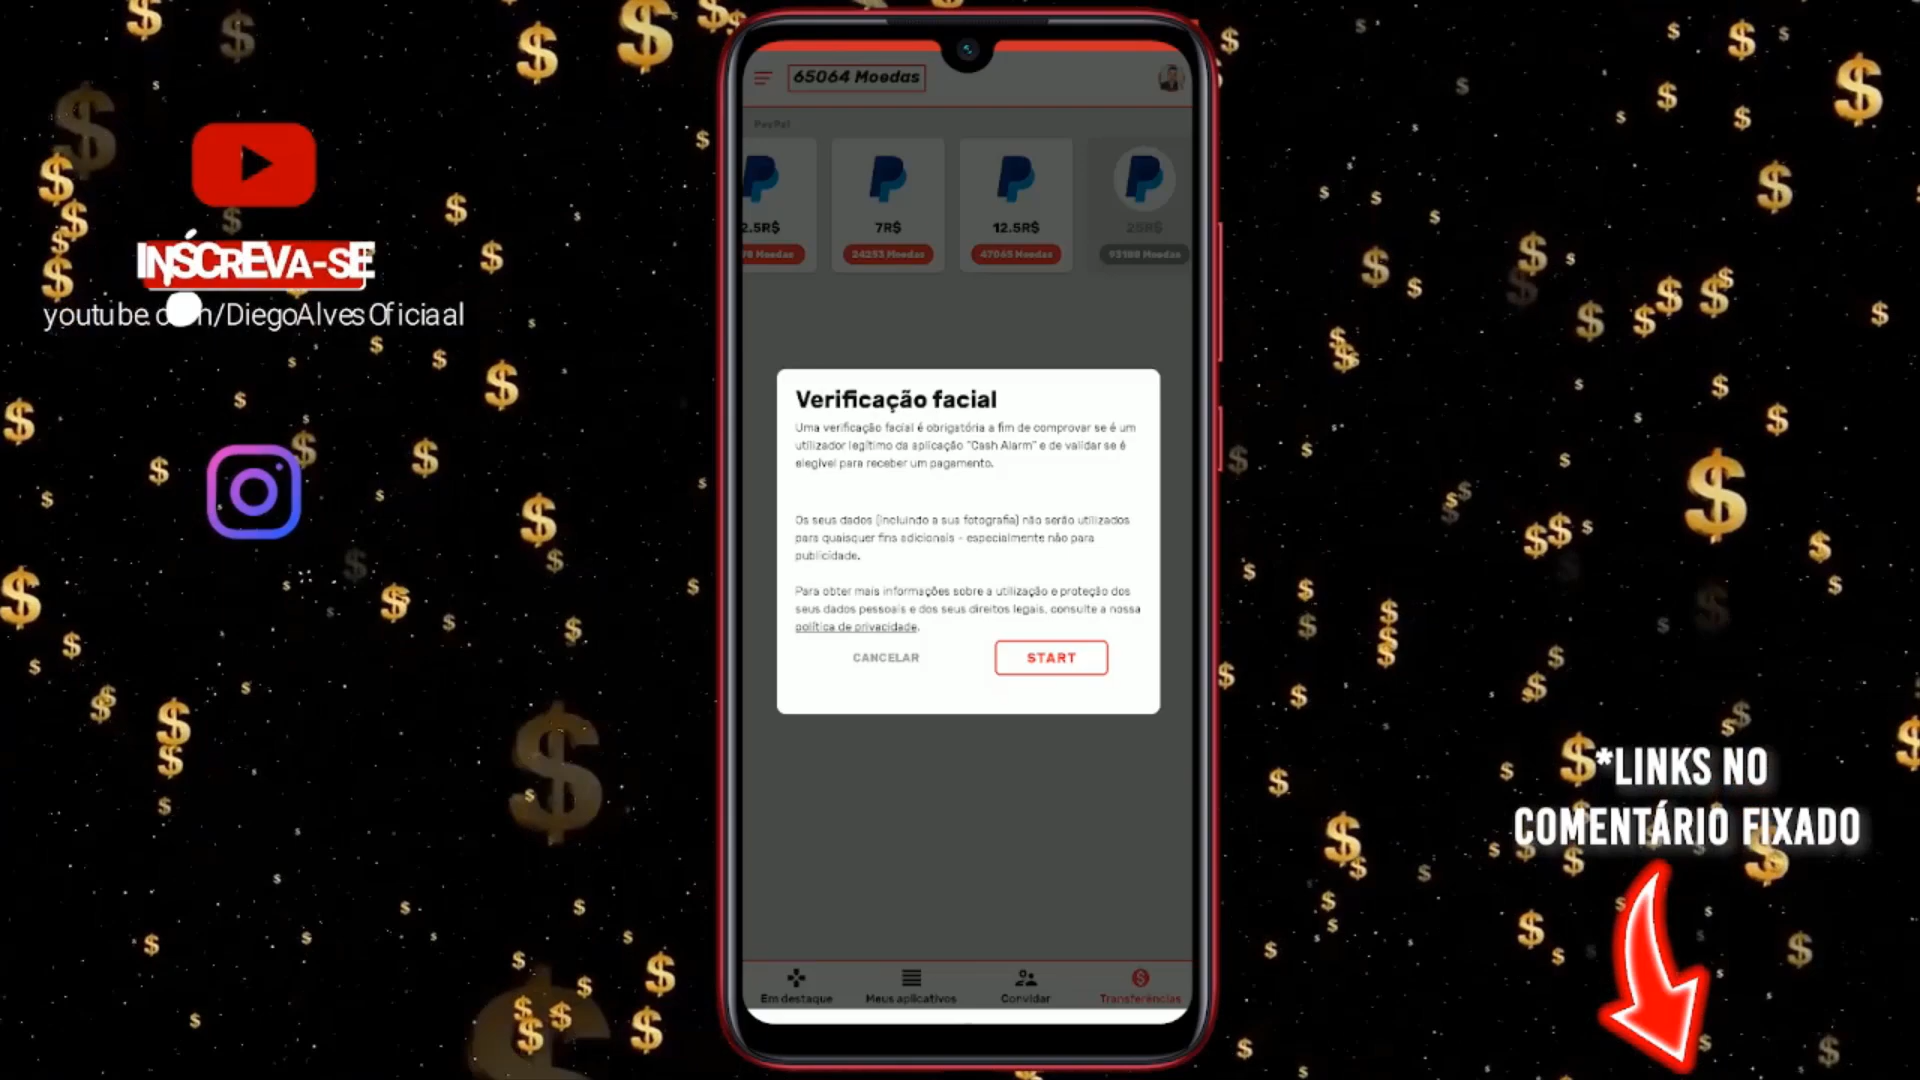 65064 Moedas
PayPal
2.5R$
7R$
12.5R$
25R$
78 Moedas
24253 Moedas
47065 Moedas
93188 Moedas
INSCREVA-SE
youtube.c m/DiegoAlvesOficiaal
Verificação facial
Uma verificação facial é obrigatória a fim de comprovar se é um
utilizador legítimo da aplicação "Cash Alarm" e de validar se é
elegível para receber um pagamento.
Os seus dados (incluindo a sua fotografia) não serão utilizados
para quaisquer fins adicionais - especialmente não para
publicidade.
Para obter mais informações sobre a utilização e proteção dos
seus dados pessoais e dos seus direitos legais, consulte a nossa
política de privacidade.
CANCELAR
START
*LINKS NO
COMENTÁRIO FIXADO
Em destaque
Meus aplicativos
Convidar
Transferências